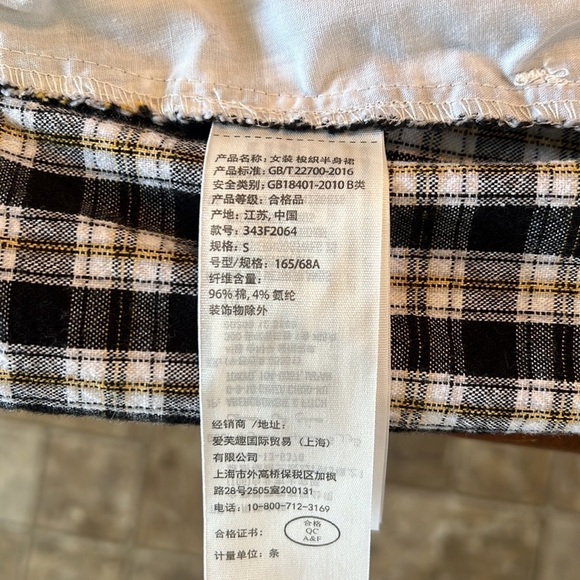 产品名称: 女装 梭织半身裙
产品标准: GB/T22700-2016
安全类别: GB18401-2010 B类
产品等级: 合格品
产地: 江苏, 中国
款号: 343F2064
规格: S
号型/规格: 165/68A
纤维含量:
96% 棉, 4% 氨纶
装饰物除外
经销商 /地址:
爱芙趣国际贸易 (上海)
有限公司
上海市外高桥保税区加枫
路28号2505室200131
电话: 10-800-712-3169
合格证书:
合格
QC
A&F
计量单位: 条